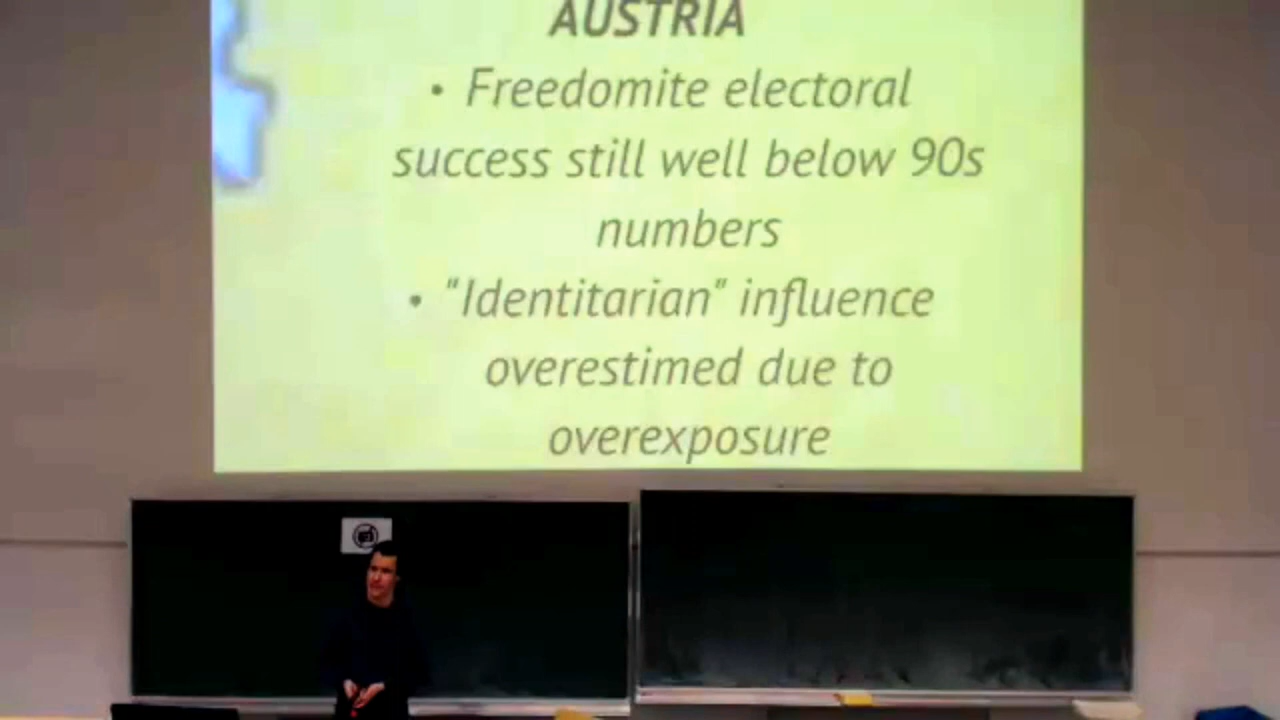 AUSTRIA
• Freedomite electoral
success still well below 90s
numbers
• "Identitarian" influence
overestimed due to
overexposure